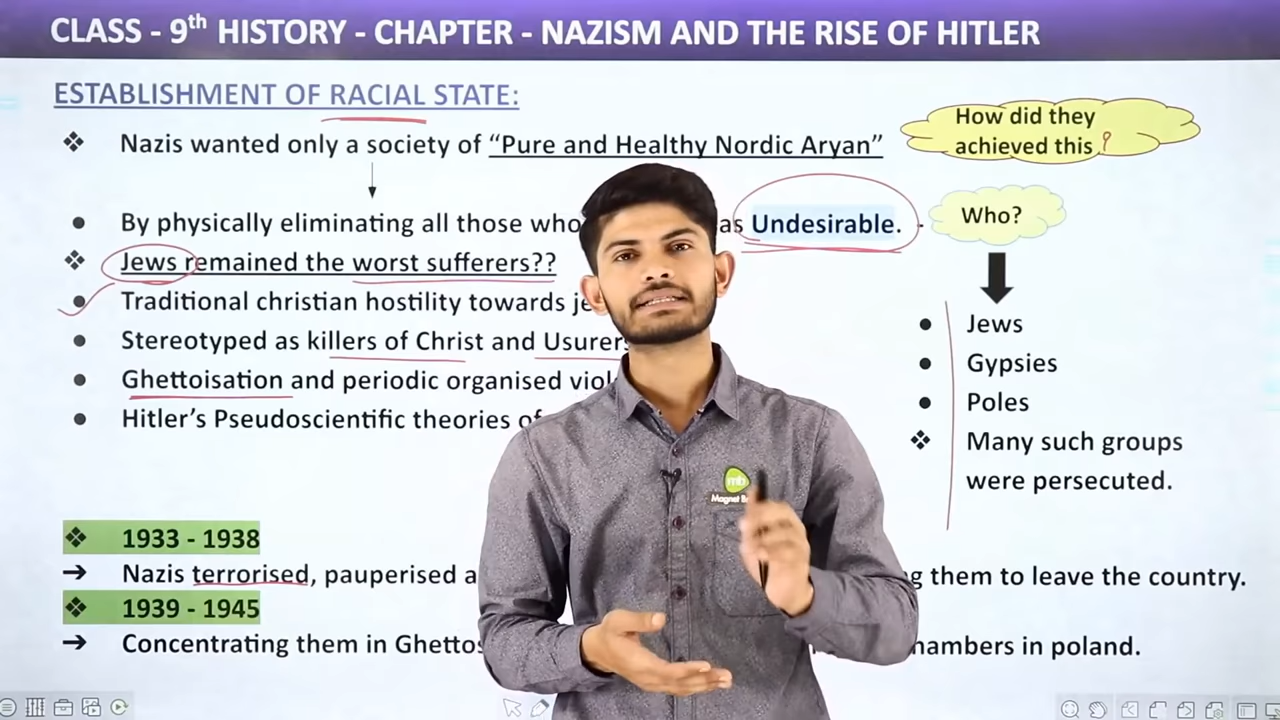 CLASS - 9th HISTORY - CHAPTER - NAZISM AND THE RISE OF HITLER
ESTABLISHMENT OF RACIAL STATE:
Nazis wanted only a society of “Pure and Healthy Nordic Aryan”
How did they
achieved this ?
By physically eliminating all those who as Undesirable. -
Who?
Jews remained the worst sufferers??
Traditional christian hostility towards
Stereotyped as killers of Christ and Usurers
Ghettoisation and periodic organised
Hitler’s Pseudoscientific theories of
Jews
Gypsies
Poles
Many such groups
were persecuted.
mb
Magnet
1933 - 1938
Nazis terrorised, pauperised them to leave the country.
1939 - 1945
Concentrating them in Ghettos in poland.